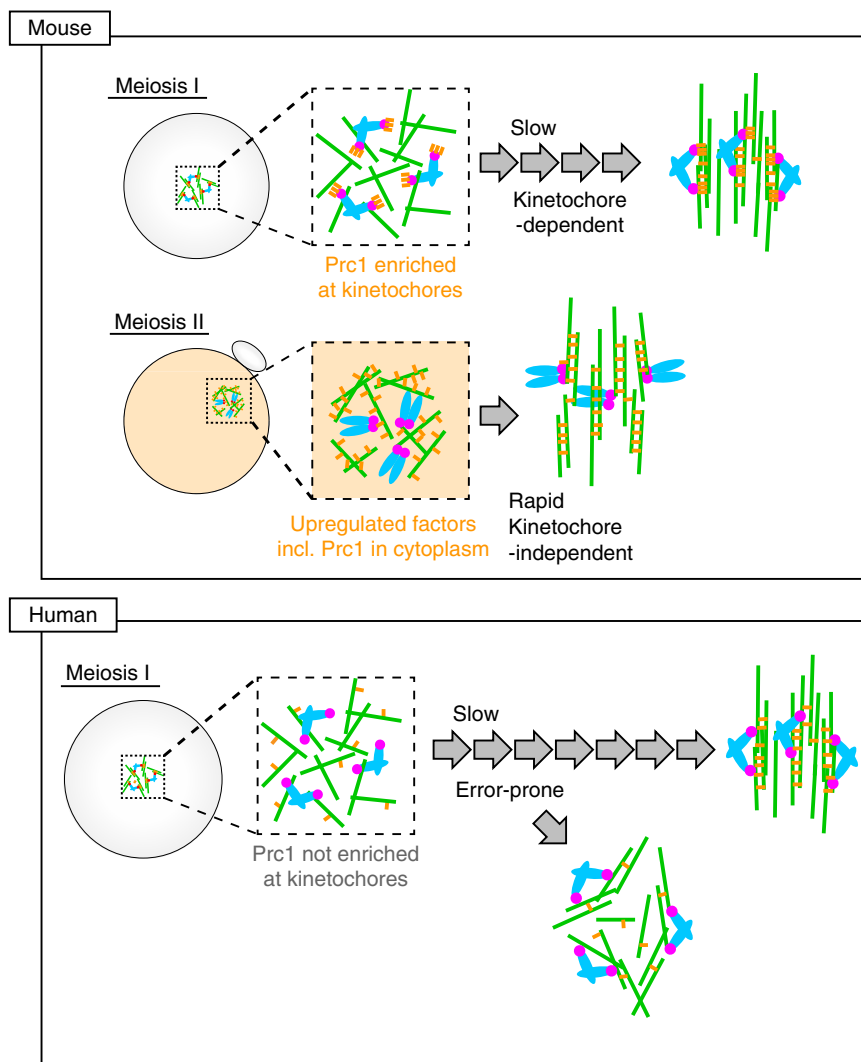 Mouse
Meiosis I
Slow
Kinetochore
-dependent
Prc1 enriched
at kinetochores
Meiosis II
Upregulated factors
incl. Prc1 in cytoplasm
Rapid
Kinetochore
-independent
Human
Meiosis I
Slow
Error-prone
Prc1 not enriched
at kinetochores